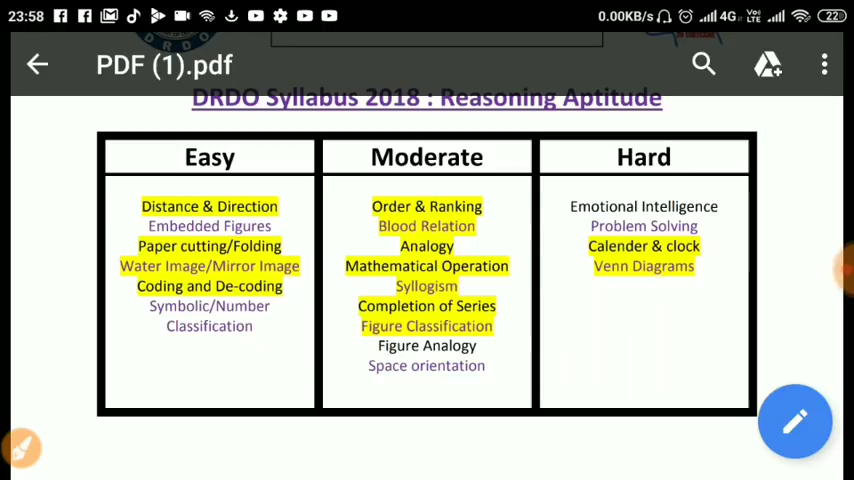 23:58
0.00KB/s 4G Vo LTE 22
PDF (1).pdf
DRDO
DRDO Syllabus 2018 : Reasoning Aptitude
Easy
Distance & Direction
Embedded Figures
Paper cutting/Folding
Water Image/Mirror Image
Coding and De-coding
Symbolic/Number
Classification
Moderate
Order & Ranking
Blood Relation
Analogy
Mathematical Operation
Syllogism
Completion of Series
Figure Classification
Figure Analogy
Space orientation
Hard
Emotional Intelligence
Problem Solving
Calender & clock
Venn Diagrams